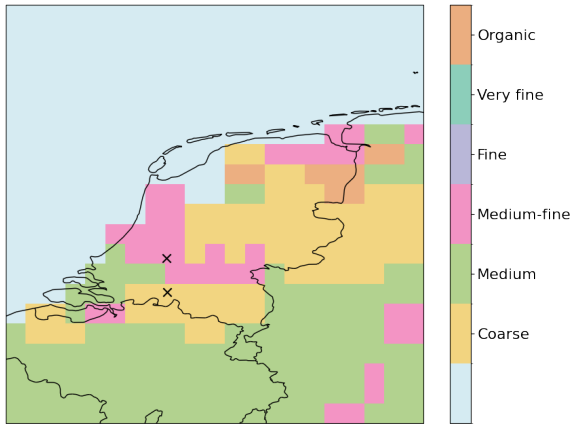 Organic
Very fine
Fine
Medium-fine
Medium
Coarse